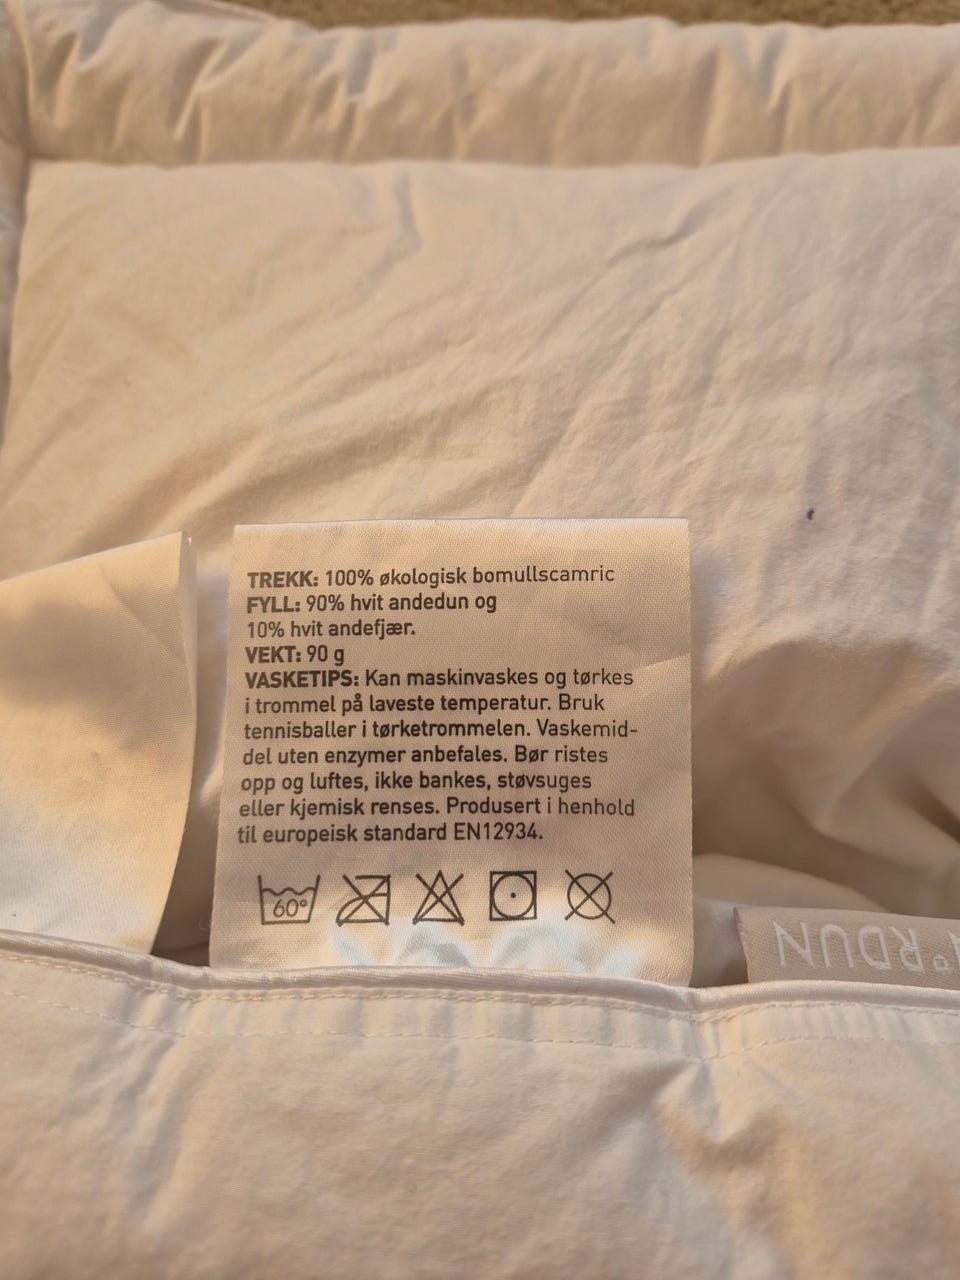 TREKK: 100% økologisk bomullscamric
FYLL: 90% hvit andedun og
10% hvit andefjær.
VEKT: 90 g
VASKETIPS: Kan maskinvaskes og tørkes
i trommel på laveste temperatur. Bruk
tennisballer i tørketrommelen. Vaskemid-
del uten enzymer anbefales. Bør ristes
opp og luftes, ikke bankes, støvsuges
eller kjemisk renses. Produsert i henhold
til europeisk standard EN12934.
60°
N°RDUN